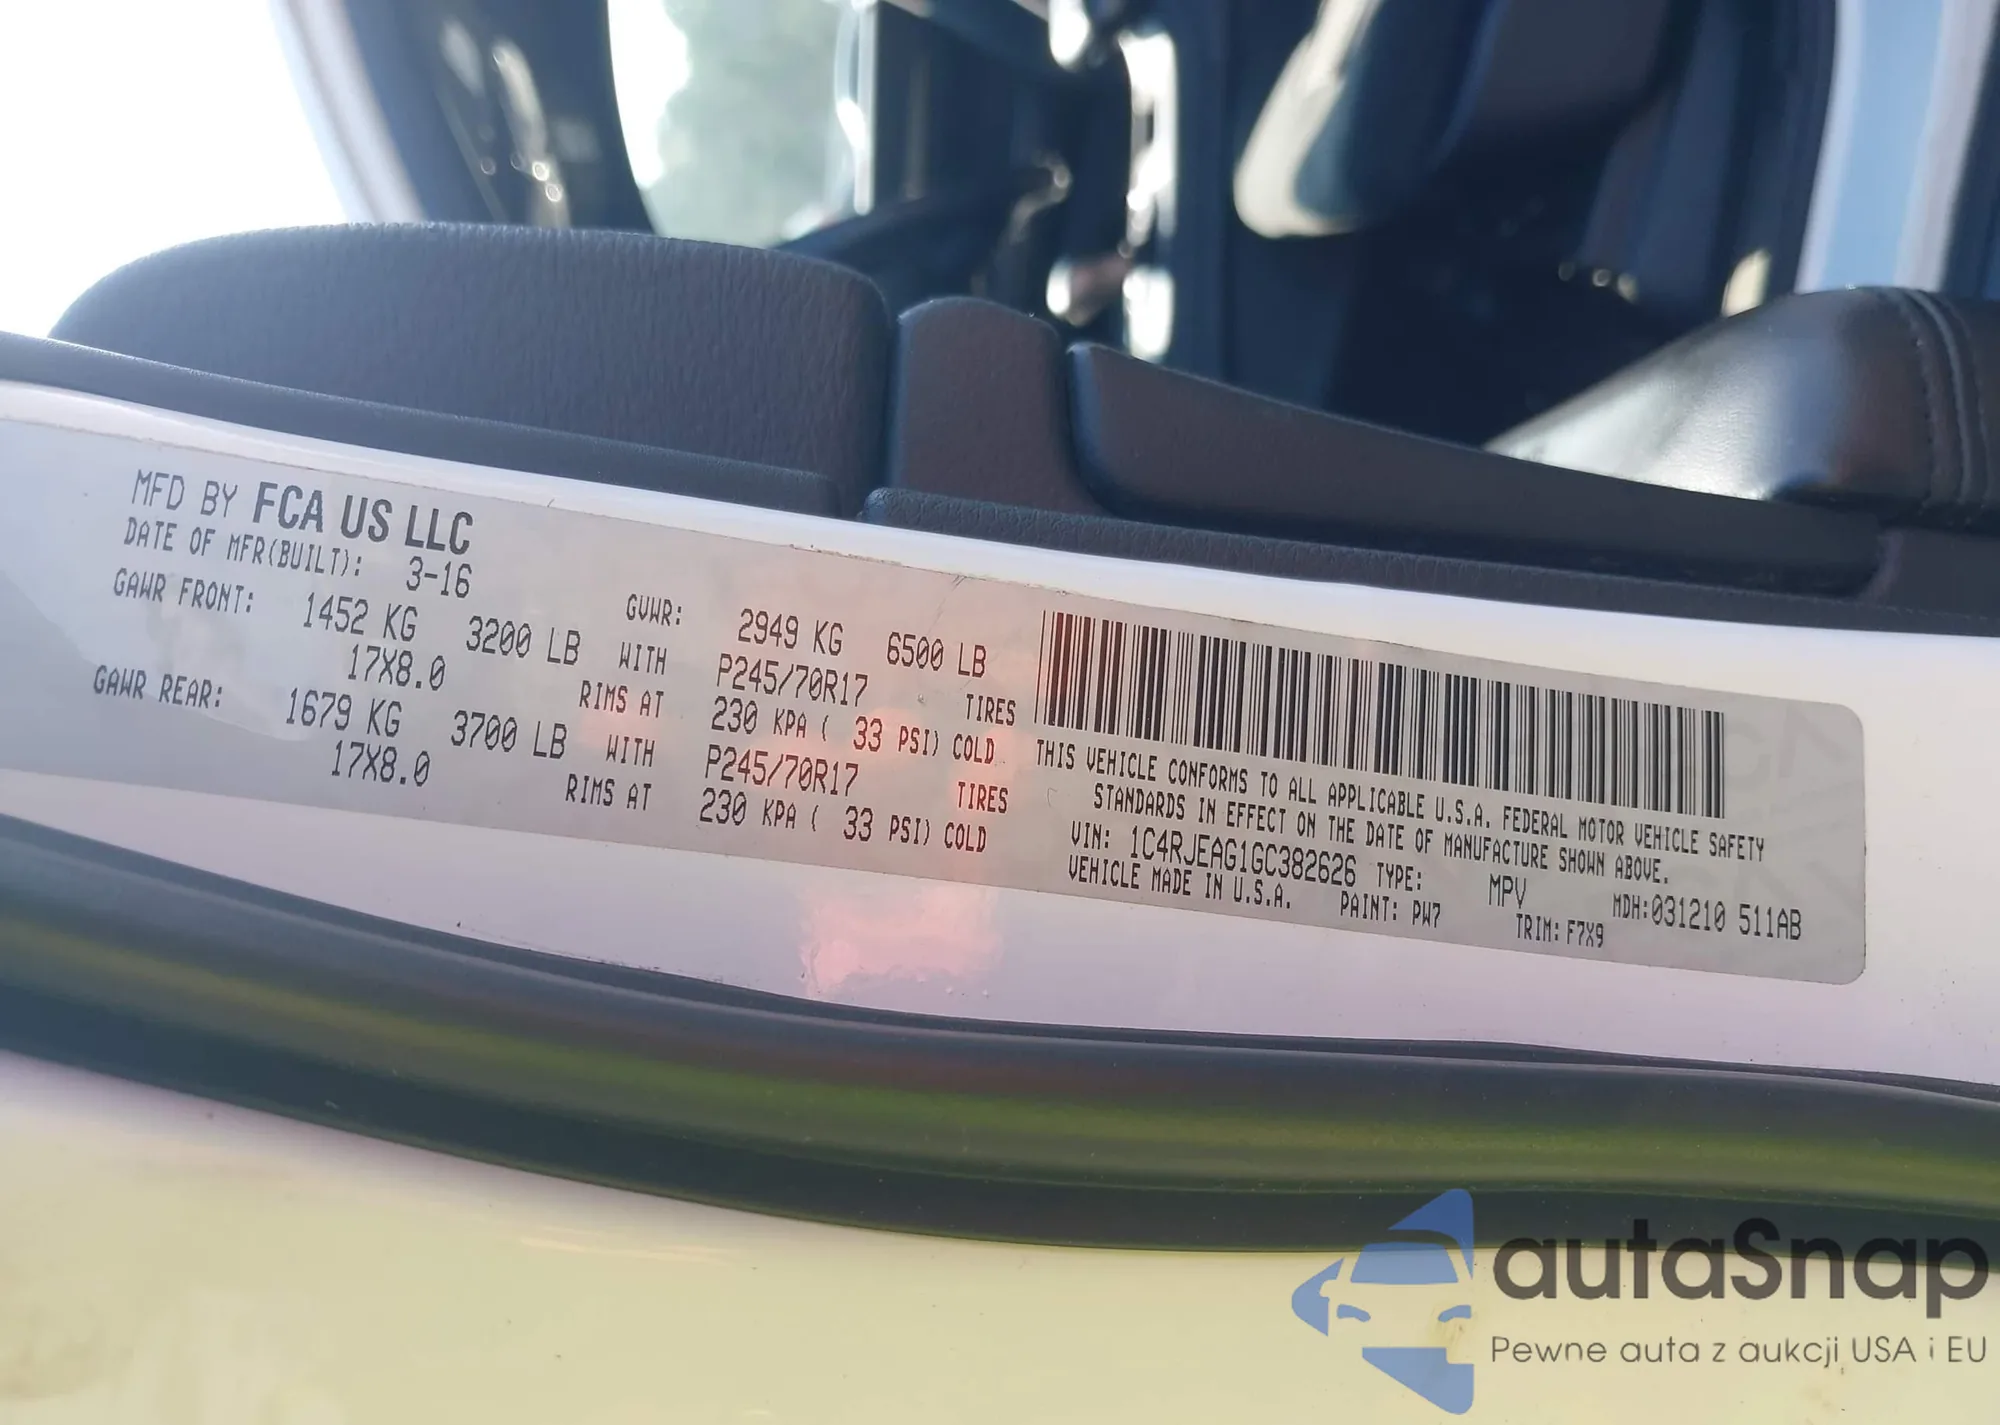 MFD BY FCA US LLC
DATE OF MFR(BUILT): 3-16
GVWR: 2949 KG 6500 LB
GAWR FRONT: 1452 KG 3200 LB WITH P245/70R17 TIRES
17X8.0 RIMS AT 230 KPA ( 33 PSI) COLD
GAWR REAR: 1679 KG 3700 LB WITH P245/70R17 TIRES
17X8.0 RIMS AT 230 KPA ( 33 PSI) COLD
THIS VEHICLE CONFORMS TO ALL APPLICABLE U.S.A. FEDERAL MOTOR VEHICLE SAFETY
STANDARDS IN EFFECT ON THE DATE OF MANUFACTURE SHOWN ABOVE.
VIN: 1C4RJEAG1GC382626 TYPE: MPV MDH:031210 511AB
VEHICLE MADE IN U.S.A. PAINT: PW7 TRIM: F7X9
autaSnap
Pewne auta z aukcji USA i EU